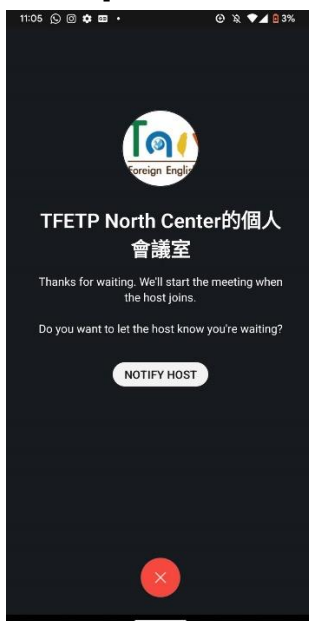 11:05
3%
Foreign Englis
TFETP North Center的個人
會議室
Thanks for waiting. We'll start the meeting when
the host joins.
Do you want to let the host know you're waiting?
NOTIFY HOST